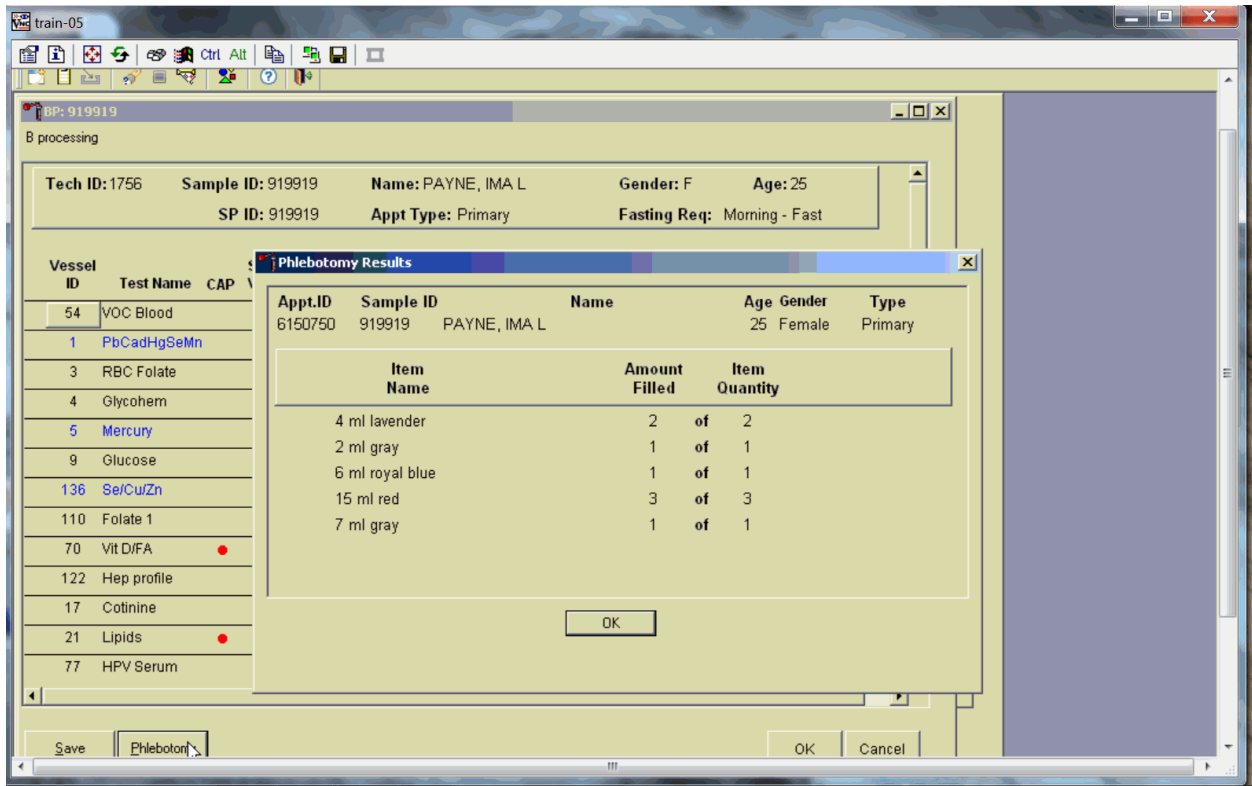 train-05
Ctrl Alt
BP: 919919
B processing
Tech ID: 1756 Sample ID: 919919 Name: PAYNE, IMA L Gender: F Age: 25
SP ID: 919919 Appt Type: Primary Fasting Req: Morning - Fast
Vessel ID Test Name CAP
54 VOC Blood
1 PbCadHgSeMn
3 RBC Folate
4 Glycohem
5 Mercury
9 Glucose
136 Se/Cu/Zn
110 Folate 1
70 Vit D/FA
122 Hep profile
17 Cotinine
21 Lipids
77 HPV Serum
Phlebotomy Results
Appt.ID Sample ID Name Age Gender Type
6150750 919919 PAYNE, IMA L 25 Female Primary
Item Name Amount Filled Item Quantity
4 ml lavender 2 of 2
2 ml gray 1 of 1
6 ml royal blue 1 of 1
15 ml red 3 of 3
7 ml gray 1 of 1
OK
Save Phlebotomy OK Cancel